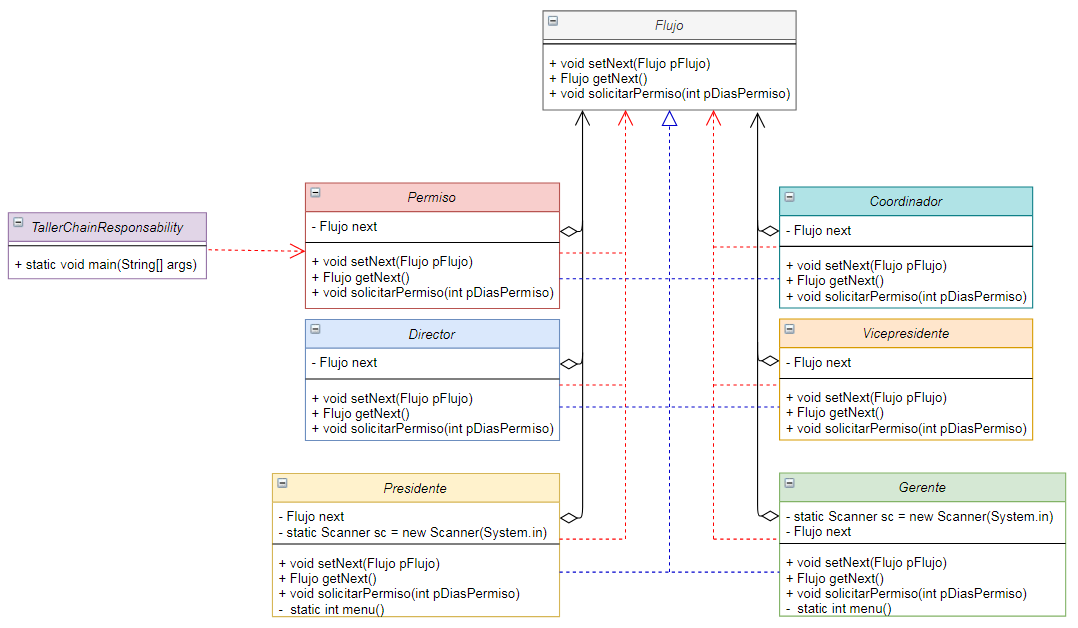 Flujo
+ void setNext(Flujo pFlujo)
+ Flujo getNext()
+ void solicitarPermiso(int pDiasPermiso)
TallerChainResponsability
+ static void main(String[] args)
Permiso
- Flujo next
+ void setNext(Flujo pFlujo)
+ Flujo getNext()
+ void solicitarPermiso(int pDiasPermiso)
Coordinador
- Flujo next
+ void setNext(Flujo pFlujo)
+ Flujo getNext()
+ void solicitarPermiso(int pDiasPermiso)
Director
- Flujo next
+ void setNext(Flujo pFlujo)
+ Flujo getNext()
+ void solicitarPermiso(int pDiasPermiso)
Vicepresidente
- Flujo next
+ void setNext(Flujo pFlujo)
+ Flujo getNext()
+ void solicitarPermiso(int pDiasPermiso)
Presidente
- Flujo next
- static Scanner sc = new Scanner(System.in)
+ void setNext(Flujo pFlujo)
+ Flujo getNext()
+ void solicitarPermiso(int pDiasPermiso)
- static int menu()
Gerente
- static Scanner sc = new Scanner(System.in)
- Flujo next
+ void setNext(Flujo pFlujo)
+ Flujo getNext()
+ void solicitarPermiso(int pDiasPermiso)
- static int menu()